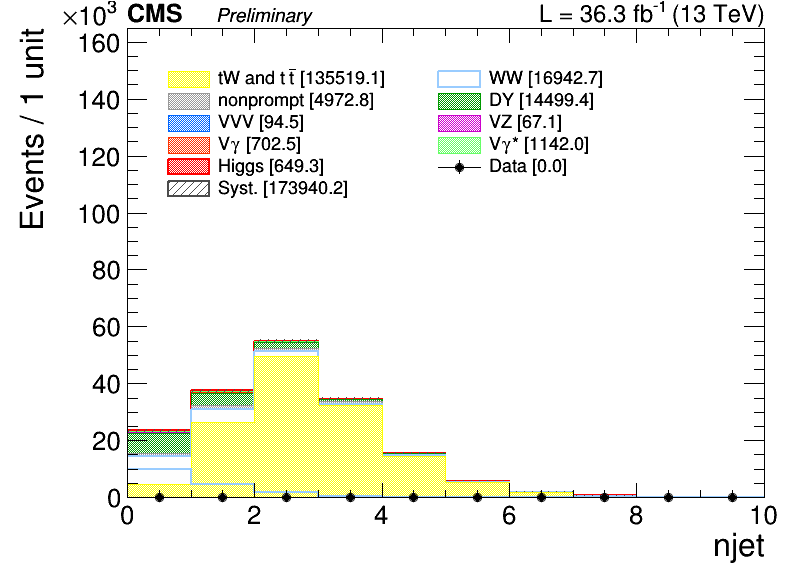 ×10³ CMS Preliminary L = 36.3 fb⁻¹ (13 TeV)
Events / 1 unit
160
140
120
100
80
60
40
20
0
tW and tt̄ [135519.1]
nonprompt [4972.8]
VVV [94.5]
Vγ [702.5]
Higgs [649.3]
Syst. [173940.2]
WW [16942.7]
DY [14499.4]
VZ [67.1]
Vγ* [1142.0]
Data [0.0]
0 2 4 6 8 10
njet